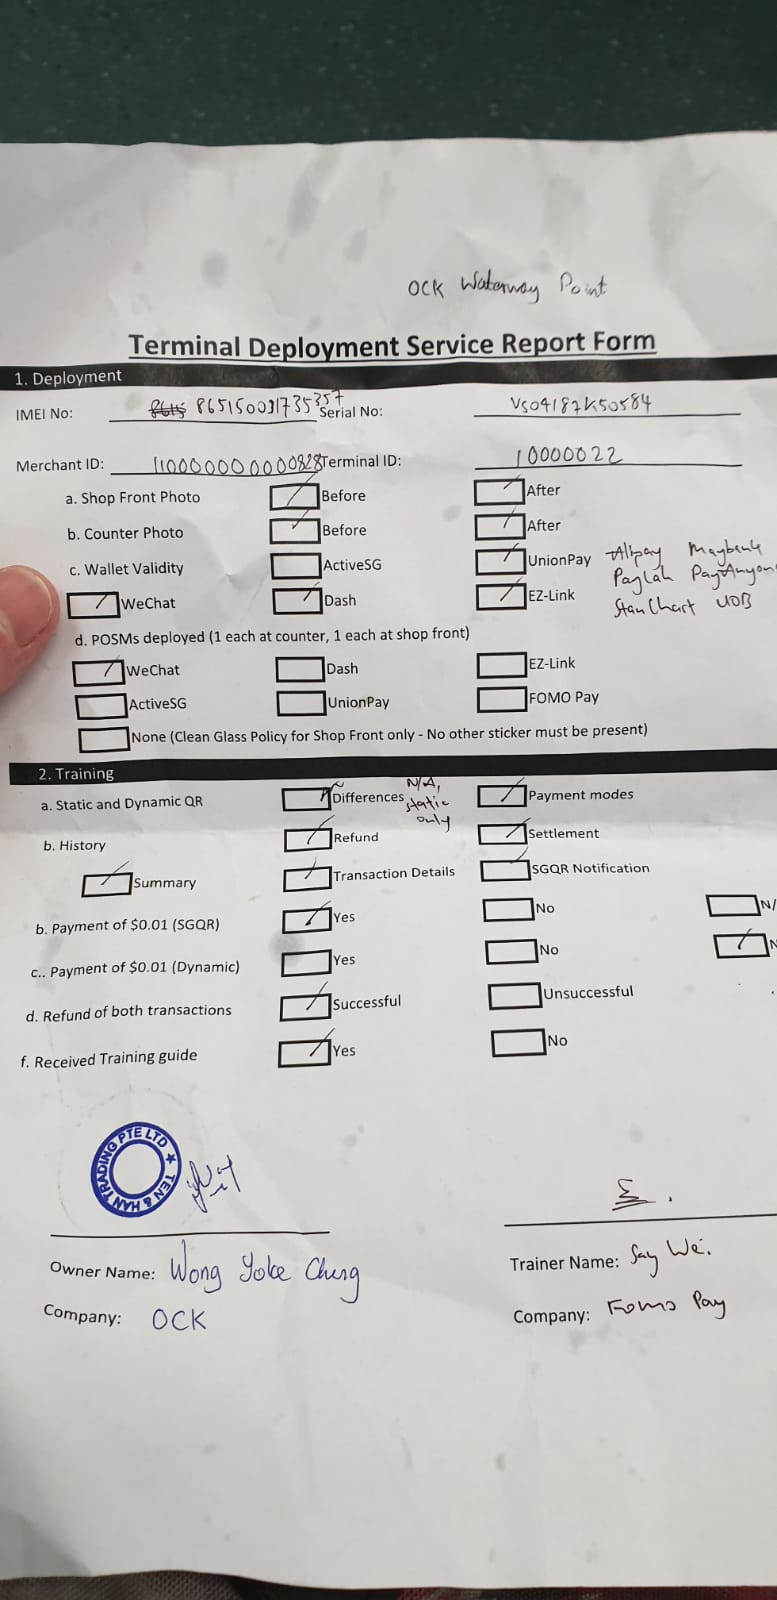 OCK Waterway Point
Terminal Deployment Service Report Form
1. Deployment
IMEI No: 8615 865150031735357 Serial No: VS04187K50584
Merchant ID: 110000000000828 Terminal ID: 10000022
a. Shop Front Photo Before After
b. Counter Photo Before After
c. Wallet Validity ActiveSG UnionPay Alipay Maybank
WeChat Dash EZ-Link Paylah PayAnyone
StanChart UOB
d. POSMs deployed (1 each at counter, 1 each at shop front)
WeChat Dash EZ-Link
ActiveSG UnionPay FOMO Pay
None (Clean Glass Policy for Shop Front only - No other sticker must be present)
2. Training
a. Static and Dynamic QR Differences N/A, static only Payment modes
b. History Refund Settlement
Summary Transaction Details SGQR Notification
b. Payment of $0.01 (SGQR) Yes No N/
c.. Payment of $0.01 (Dynamic) Yes No N
d. Refund of both transactions Successful Unsuccessful
f. Received Training guide Yes No
TEN & HAN TRADING PTE LTD
Owner Name: Wong Yoke Ching Trainer Name: Say Wei
Company: OCK Company: Fomo Pay